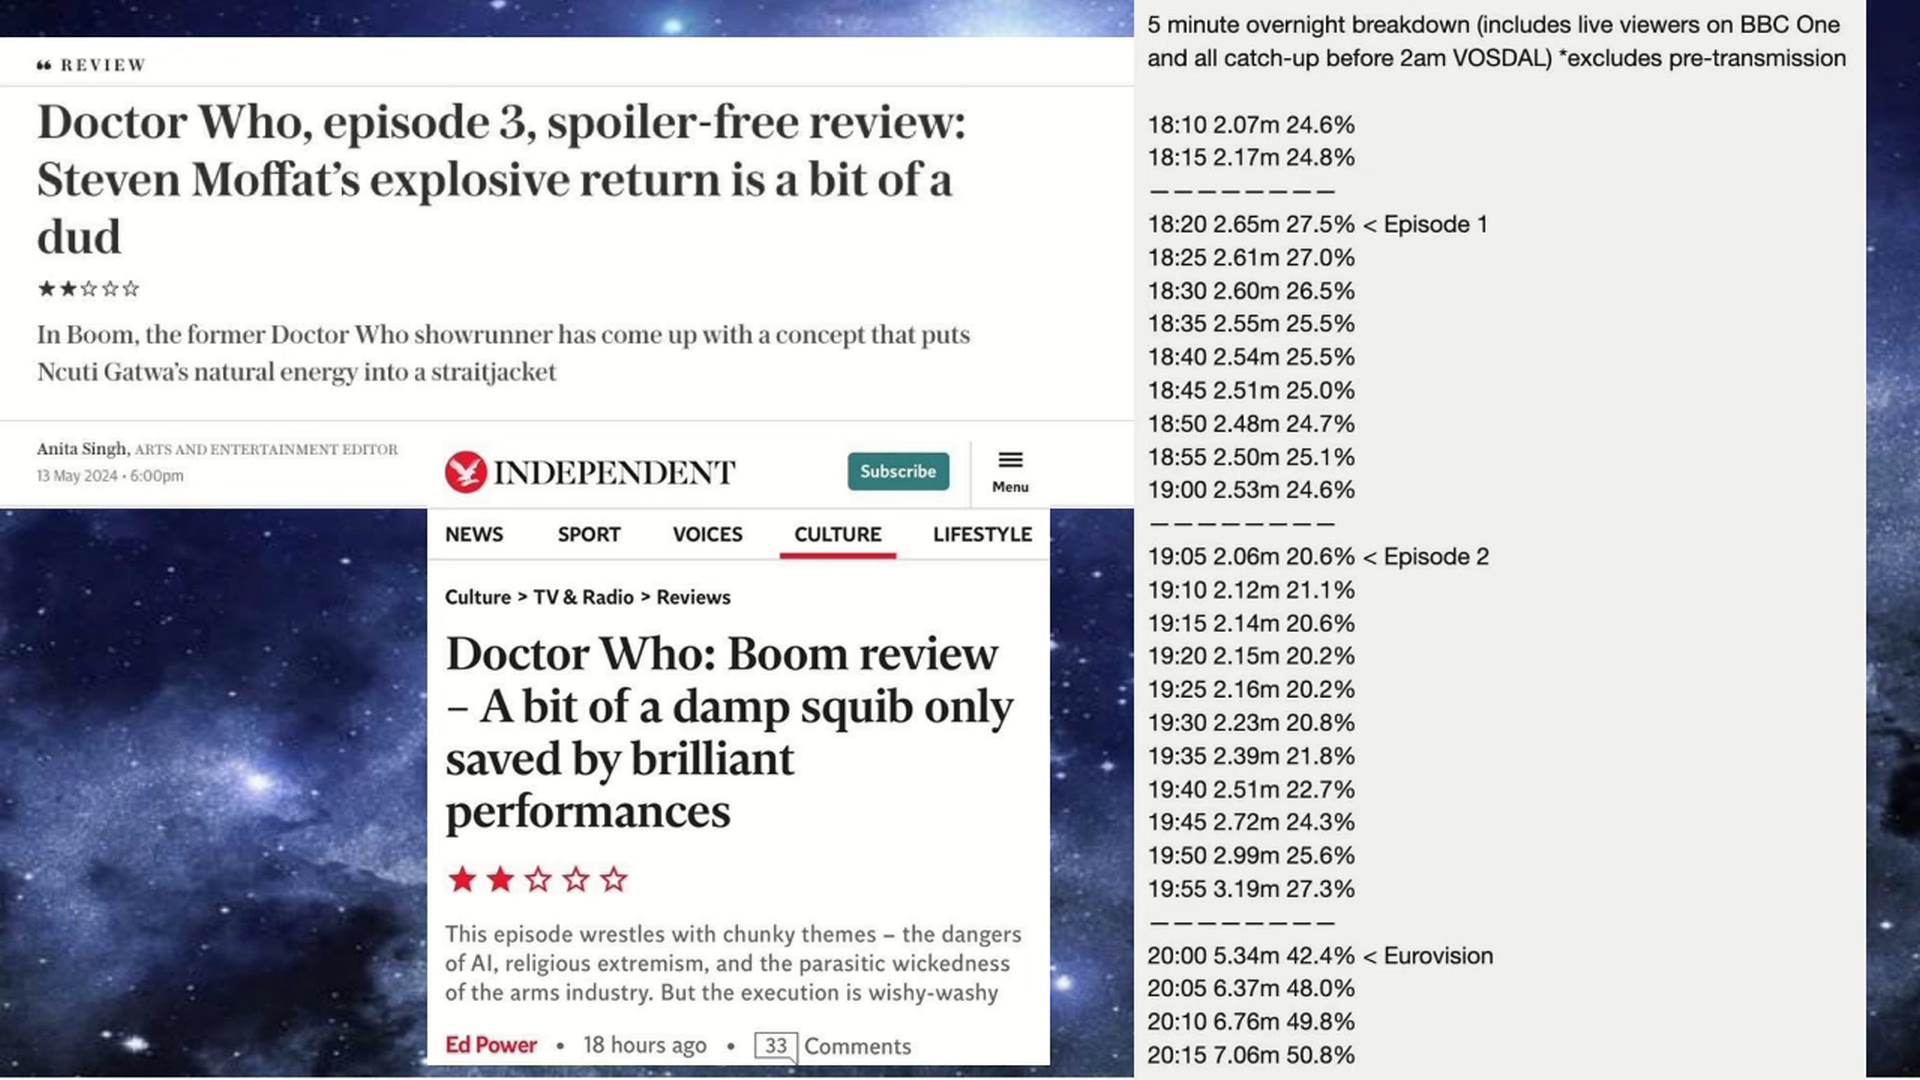 ❝ REVIEW
Doctor Who, episode 3, spoiler-free review:
Steven Moffat’s explosive return is a bit of a
dud
★★☆☆☆
In Boom, the former Doctor Who showrunner has come up with a concept that puts
Ncuti Gatwa’s natural energy into a straitjacket
Anita Singh, ARTS AND ENTERTAINMENT EDITOR
13 May 2024 • 6:00pm
INDEPENDENT
Subscribe
Menu
NEWS SPORT VOICES CULTURE LIFESTYLE
Culture > TV & Radio > Reviews
Doctor Who: Boom review
– A bit of a damp squib only
saved by brilliant
performances
★★☆☆☆
This episode wrestles with chunky themes – the dangers
of AI, religious extremism, and the parasitic wickedness
of the arms industry. But the execution is wishy-washy
Ed Power • 18 hours ago • 33 Comments
5 minute overnight breakdown (includes live viewers on BBC One
and all catch-up before 2am VOSDAL) *excludes pre-transmission
18:10 2.07m 24.6%
18:15 2.17m 24.8%
————————
18:20 2.65m 27.5% < Episode 1
18:25 2.61m 27.0%
18:30 2.60m 26.5%
18:35 2.55m 25.5%
18:40 2.54m 25.5%
18:45 2.51m 25.0%
18:50 2.48m 24.7%
18:55 2.50m 25.1%
19:00 2.53m 24.6%
————————
19:05 2.06m 20.6% < Episode 2
19:10 2.12m 21.1%
19:15 2.14m 20.6%
19:20 2.15m 20.2%
19:25 2.16m 20.2%
19:30 2.23m 20.8%
19:35 2.39m 21.8%
19:40 2.51m 22.7%
19:45 2.72m 24.3%
19:50 2.99m 25.6%
19:55 3.19m 27.3%
————————
20:00 5.34m 42.4% < Eurovision
20:05 6.37m 48.0%
20:10 6.76m 49.8%
20:15 7.06m 50.8%